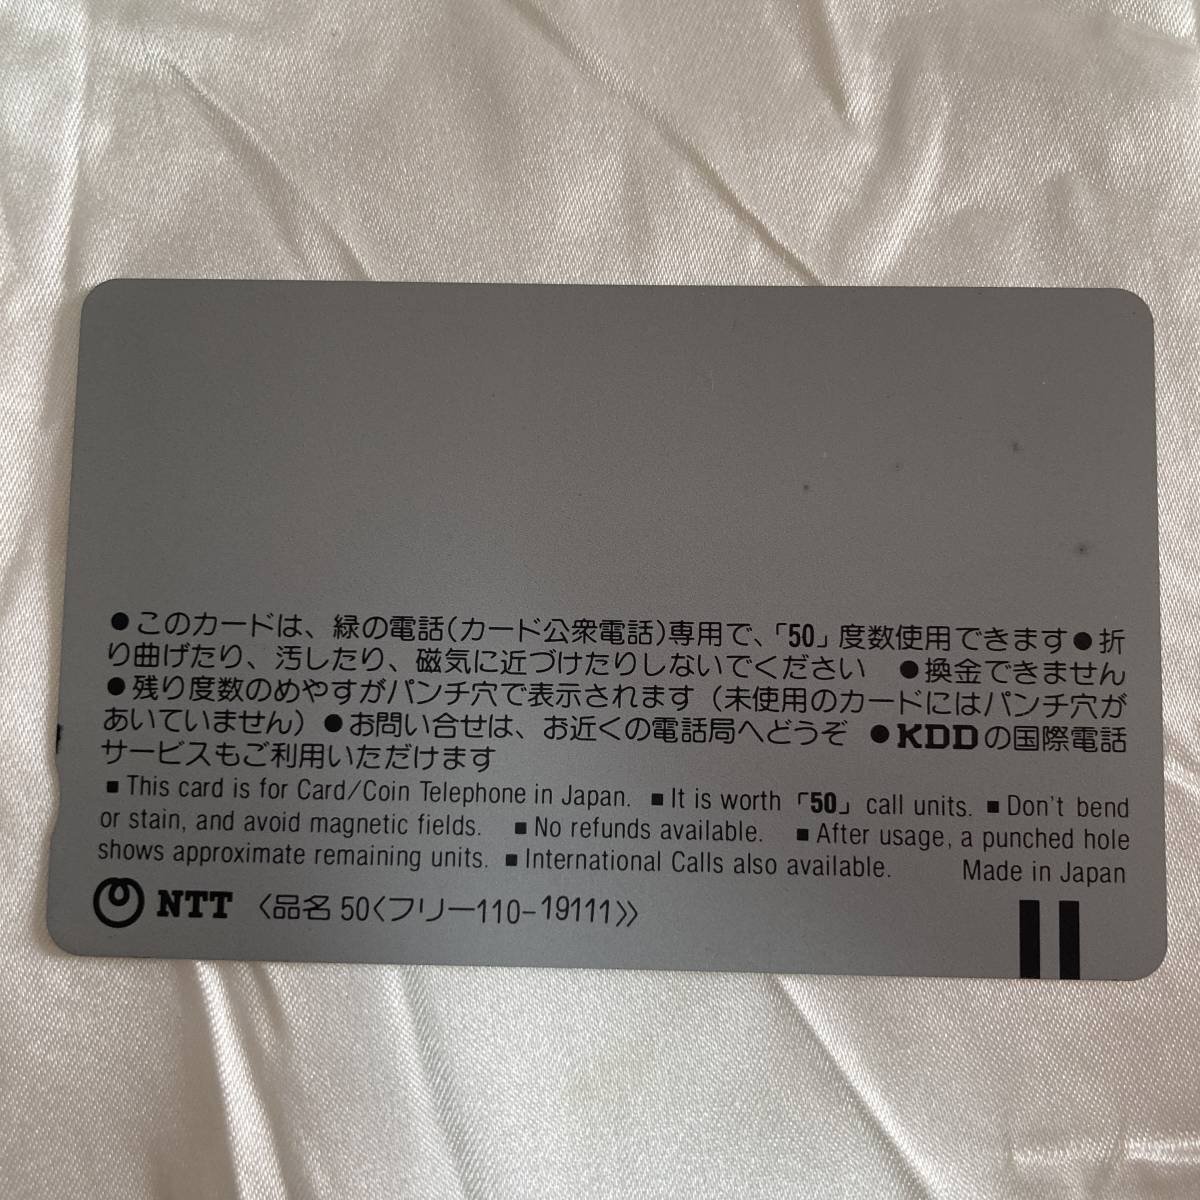 ●このカードは、緑の電話(カード公衆電話)専用で、「50」度数使用できます●折
り曲げたり、汚したり、磁気に近づけたりしないでください ●換金できません
●残り度数のめやすがパンチ穴で表示されます(未使用のカードにはパンチ穴が
あいていません)●お問い合せは、お近くの電話局へどうぞ ●KDDの国際電話
サービスもご利用いただけます
■This card is for Card/Coin Telephone in Japan. ■It is worth「50」call units. ■Don't bend
or stain, and avoid magnetic fields. ■No refunds available. ■After usage, a punched hole
shows approximate remaining units. ■International Calls also available. Made in Japan
NTT〈品名 50〈フリー110-19111〉〉